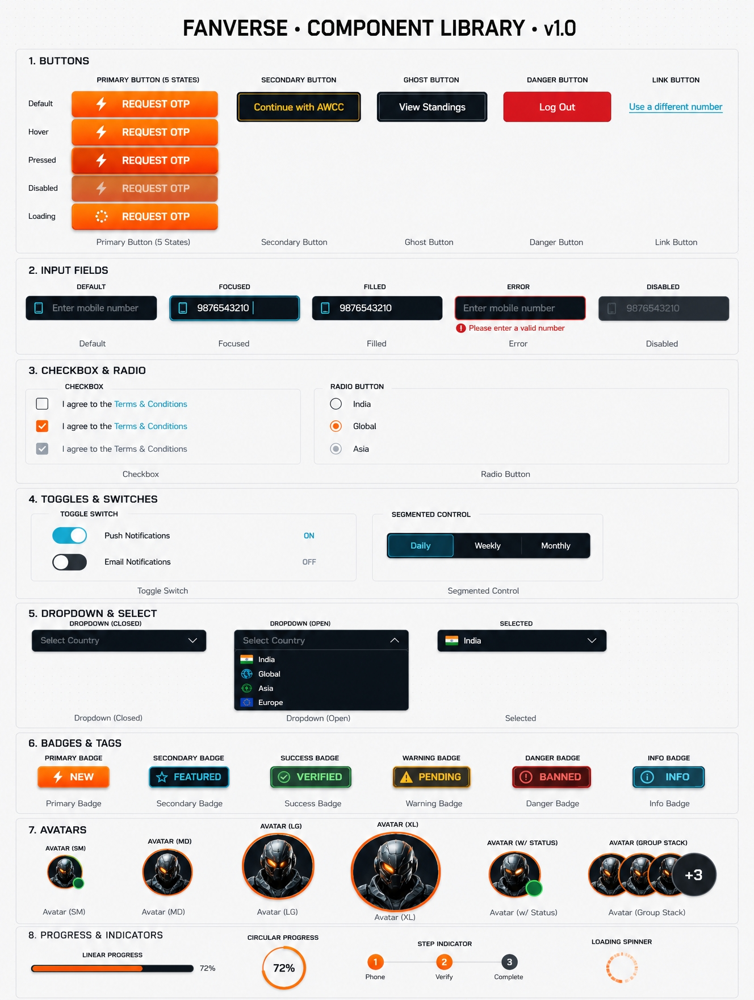 FANVERSE • COMPONENT LIBRARY • v1.0
1. BUTTONS
PRIMARY BUTTON (5 STATES)
SECONDARY BUTTON
GHOST BUTTON
DANGER BUTTON
LINK BUTTON
Default
REQUEST OTP
Continue with AWCC
View Standings
Log Out
Use a different number
Hover
REQUEST OTP
Pressed
REQUEST OTP
Disabled
REQUEST OTP
Loading
REQUEST OTP
Primary Button (5 States)
Secondary Button
Ghost Button
Danger Button
Link Button
2. INPUT FIELDS
DEFAULT
FOCUSED
FILLED
ERROR
DISABLED
Enter mobile number
9876543210
9876543210
Enter mobile number
9876543210
Please enter a valid number
Default
Focused
Filled
Error
Disabled
3. CHECKBOX & RADIO
CHECKBOX
I agree to the Terms & Conditions
I agree to the Terms & Conditions
I agree to the Terms & Conditions
Checkbox
RADIO BUTTON
India
Global
Asia
Radio Button
4. TOGGLES & SWITCHES
TOGGLE SWITCH
Push Notifications
ON
Email Notifications
OFF
Toggle Switch
SEGMENTED CONTROL
Daily
Weekly
Monthly
Segmented Control
5. DROPDOWN & SELECT
DROPDOWN (CLOSED)
Select Country
Dropdown (Closed)
DROPDOWN (OPEN)
Select Country
India
Global
Asia
Europe
Dropdown (Open)
SELECTED
India
Selected
6. BADGES & TAGS
PRIMARY BADGE
SECONDARY BADGE
SUCCESS BADGE
WARNING BADGE
DANGER BADGE
INFO BADGE
NEW
FEATURED
VERIFIED
PENDING
BANNED
INFO
Primary Badge
Secondary Badge
Success Badge
Warning Badge
Danger Badge
Info Badge
7. AVATARS
AVATAR (SM)
AVATAR (MD)
AVATAR (LG)
AVATAR (XL)
AVATAR (W/ STATUS)
AVATAR (GROUP STACK)
+3
Avatar (SM)
Avatar (MD)
Avatar (LG)
Avatar (XL)
Avatar (w/ Status)
Avatar (Group Stack)
8. PROGRESS & INDICATORS
LINEAR PROGRESS
72%
CIRCULAR PROGRESS
72%
STEP INDICATOR
1
2
3
Phone
Verify
Complete
LOADING SPINNER